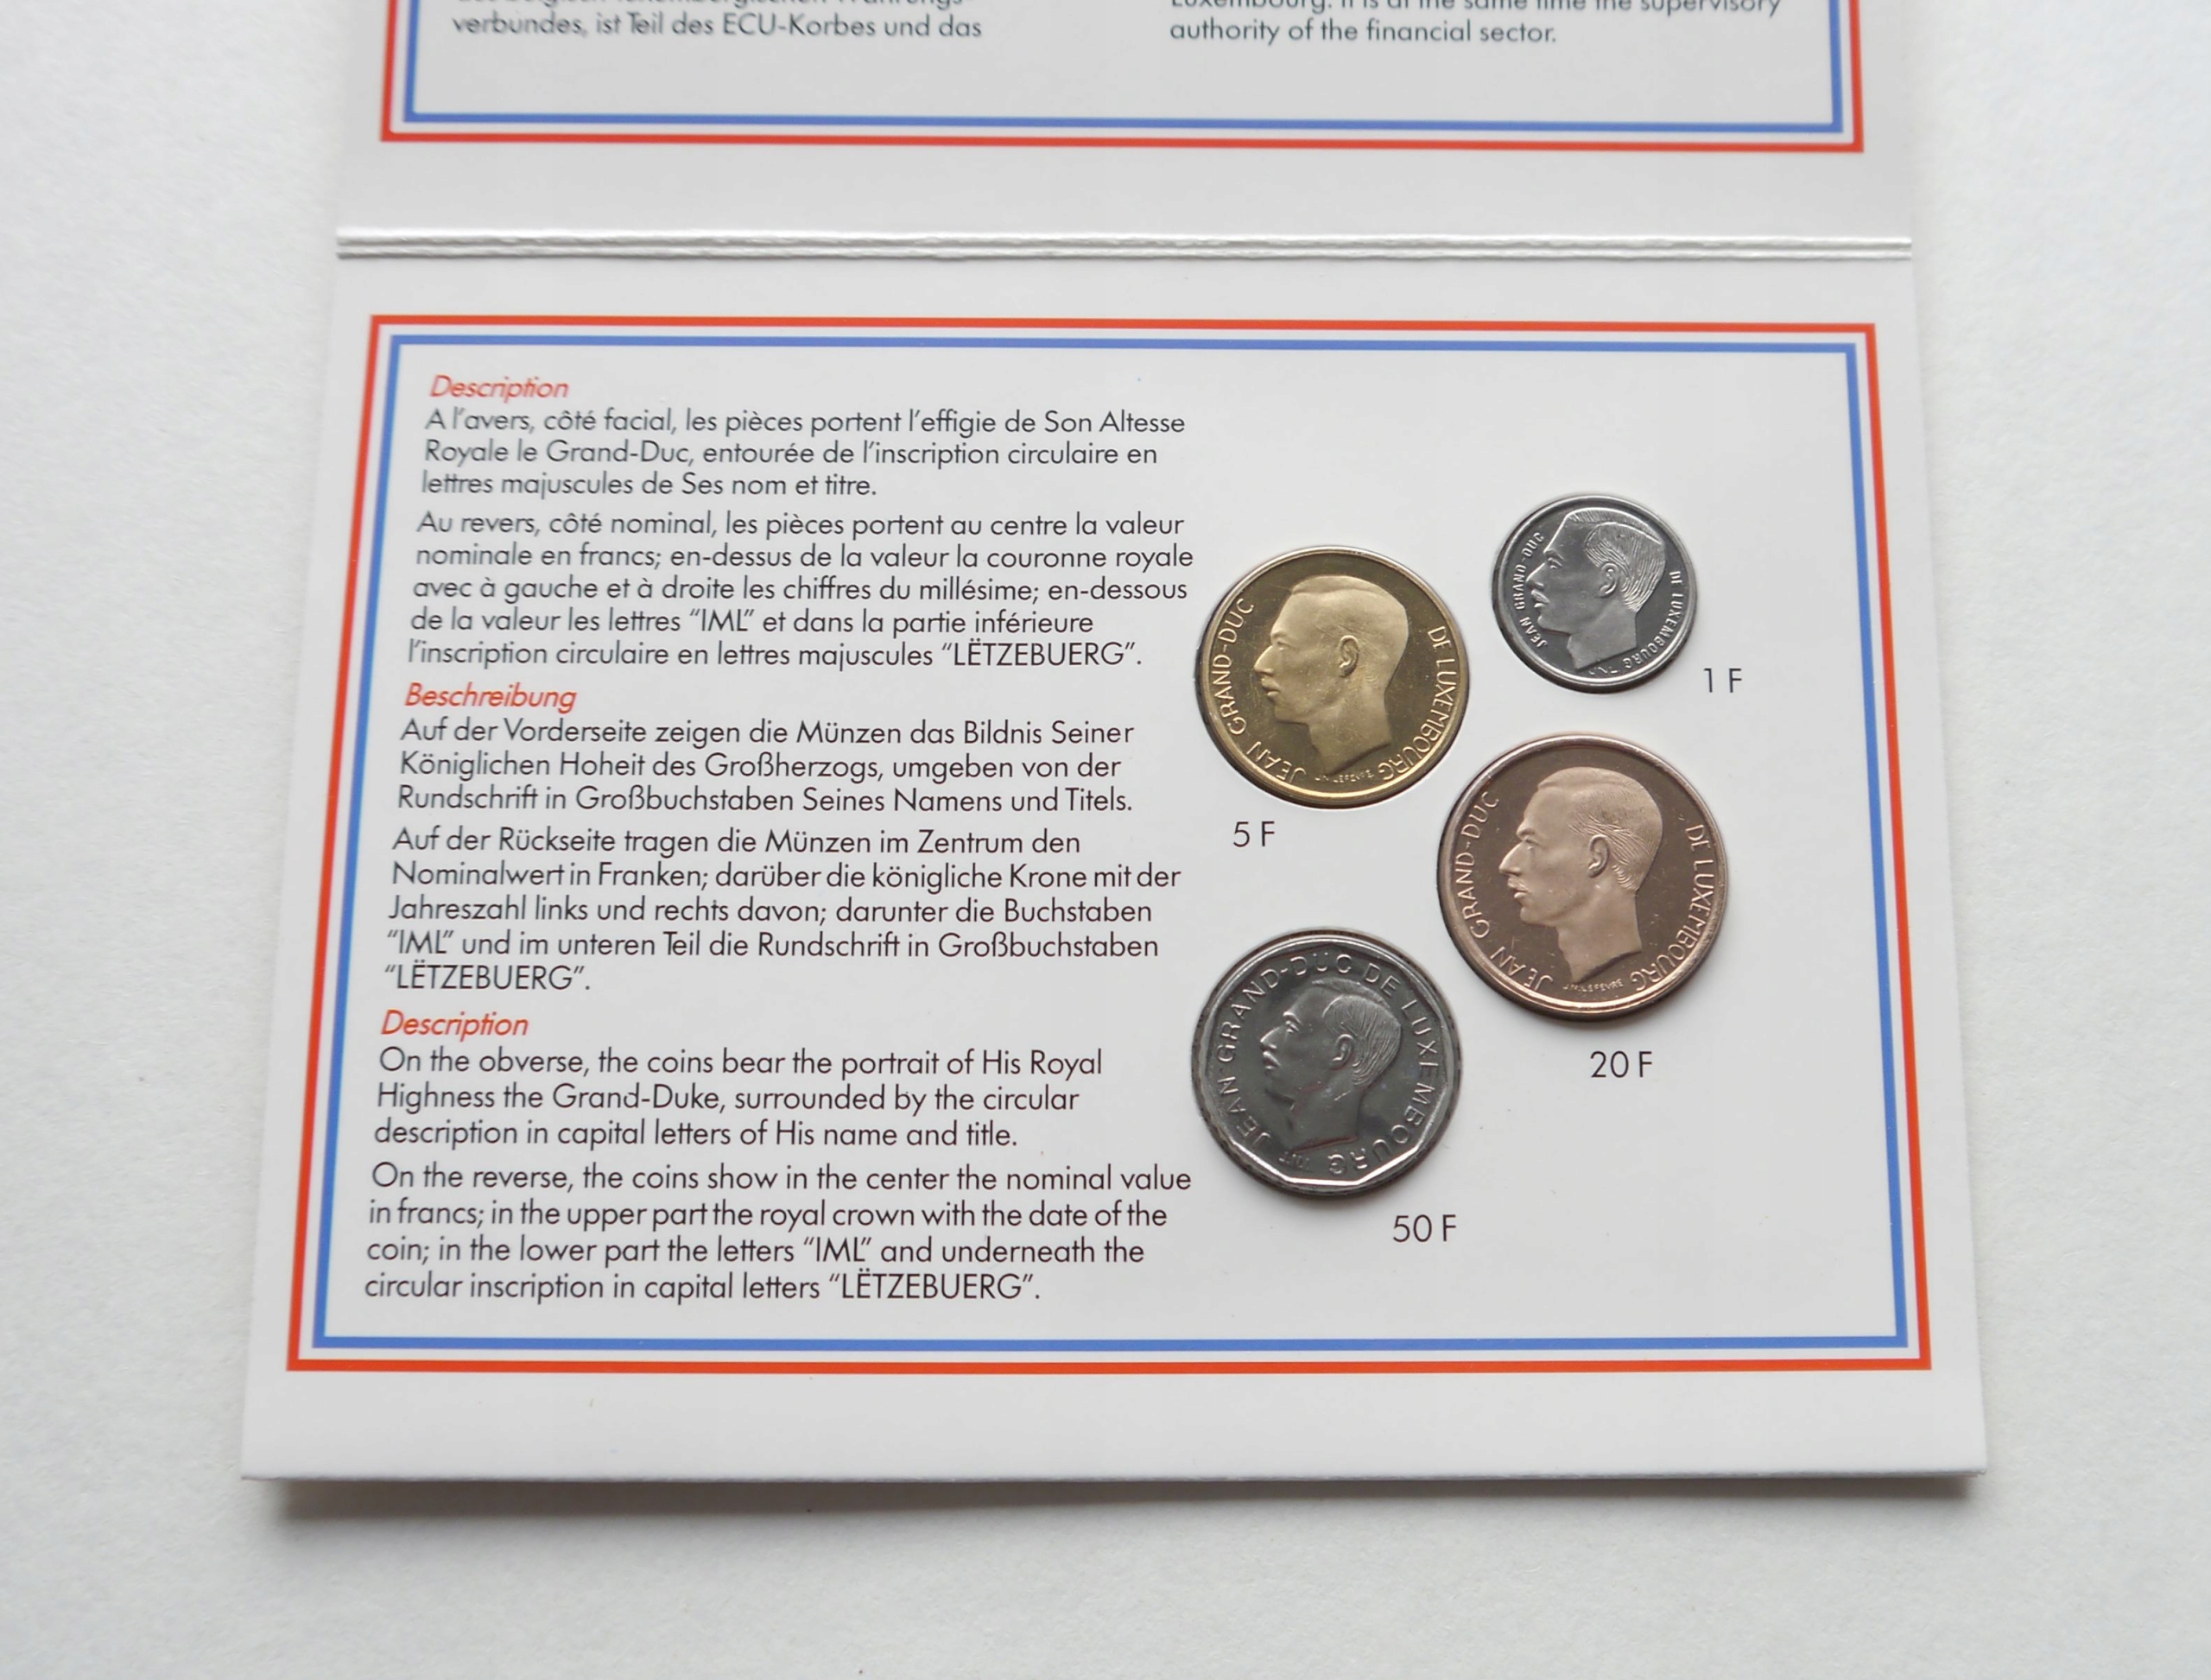 verbundes, ist Teil des ECU-Korbes und das
Luxembourg. It is at the same time the supervisory
authority of the financial sector.
Description
A l'avers, côté facial, les pièces portent l'effigie de Son Altesse
Royale le Grand-Duc, entourée de l'inscription circulaire en
lettres majuscules de Ses nom et titre.
Au revers, côté nominal, les pièces portent au centre la valeur
nominale en francs; en-dessus de la valeur la couronne royale
avec à gauche et à droite les chiffres du millésime; en-dessous
de la valeur les lettres “IML” et dans la partie inférieure
l'inscription circulaire en lettres majuscules “LËTZEBUERG”.
Beschreibung
Auf der Vorderseite zeigen die Münzen das Bildnis Seiner
Königlichen Hoheit des Großherzogs, umgeben von der
Rundschrift in Großbuchstaben Seines Namens und Titels.
Auf der Rückseite tragen die Münzen im Zentrum den
Nominalwert in Franken; darüber die königliche Krone mit der
Jahreszahl links und rechts davon; darunter die Buchstaben
“IML” und im unteren Teil die Rundschrift in Großbuchstaben
“LËTZEBUERG”.
Description
On the obverse, the coins bear the portrait of His Royal
Highness the Grand-Duke, surrounded by the circular
description in capital letters of His name and title.
On the reverse, the coins show in the center the nominal value
in francs; in the upper part the royal crown with the date of the
coin; in the lower part the letters “IML” and underneath the
circular inscription in capital letters “LËTZEBUERG”.
JEAN GRAND-DUC DE LUXEMBOURG
1 F
JEAN GRAND-DUC DE LUXEMBOURG
J.N.LEFEVRE
5 F
JEAN GRAND-DUC DE LUXEMBOURG
J.N.LEFEVRE
20 F
JEAN GRAND-DUC DE LUXEMBOURG
50 F